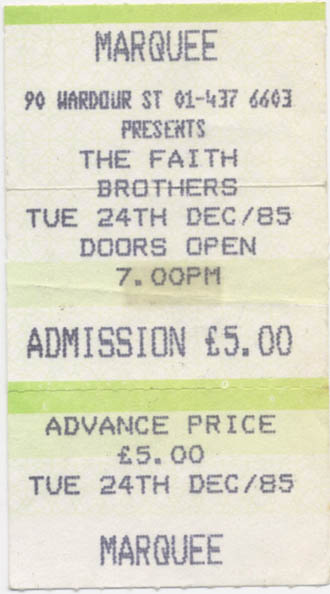 MARQUEE
90 WARDOUR ST 01-437 6603
PRESENTS
THE FAITH
BROTHERS
TUE 24TH DEC/85
DOORS OPEN
7.00PM
ADMISSION £5.00
ADVANCE PRICE
£5.00
TUE 24TH DEC/85
MARQUEE